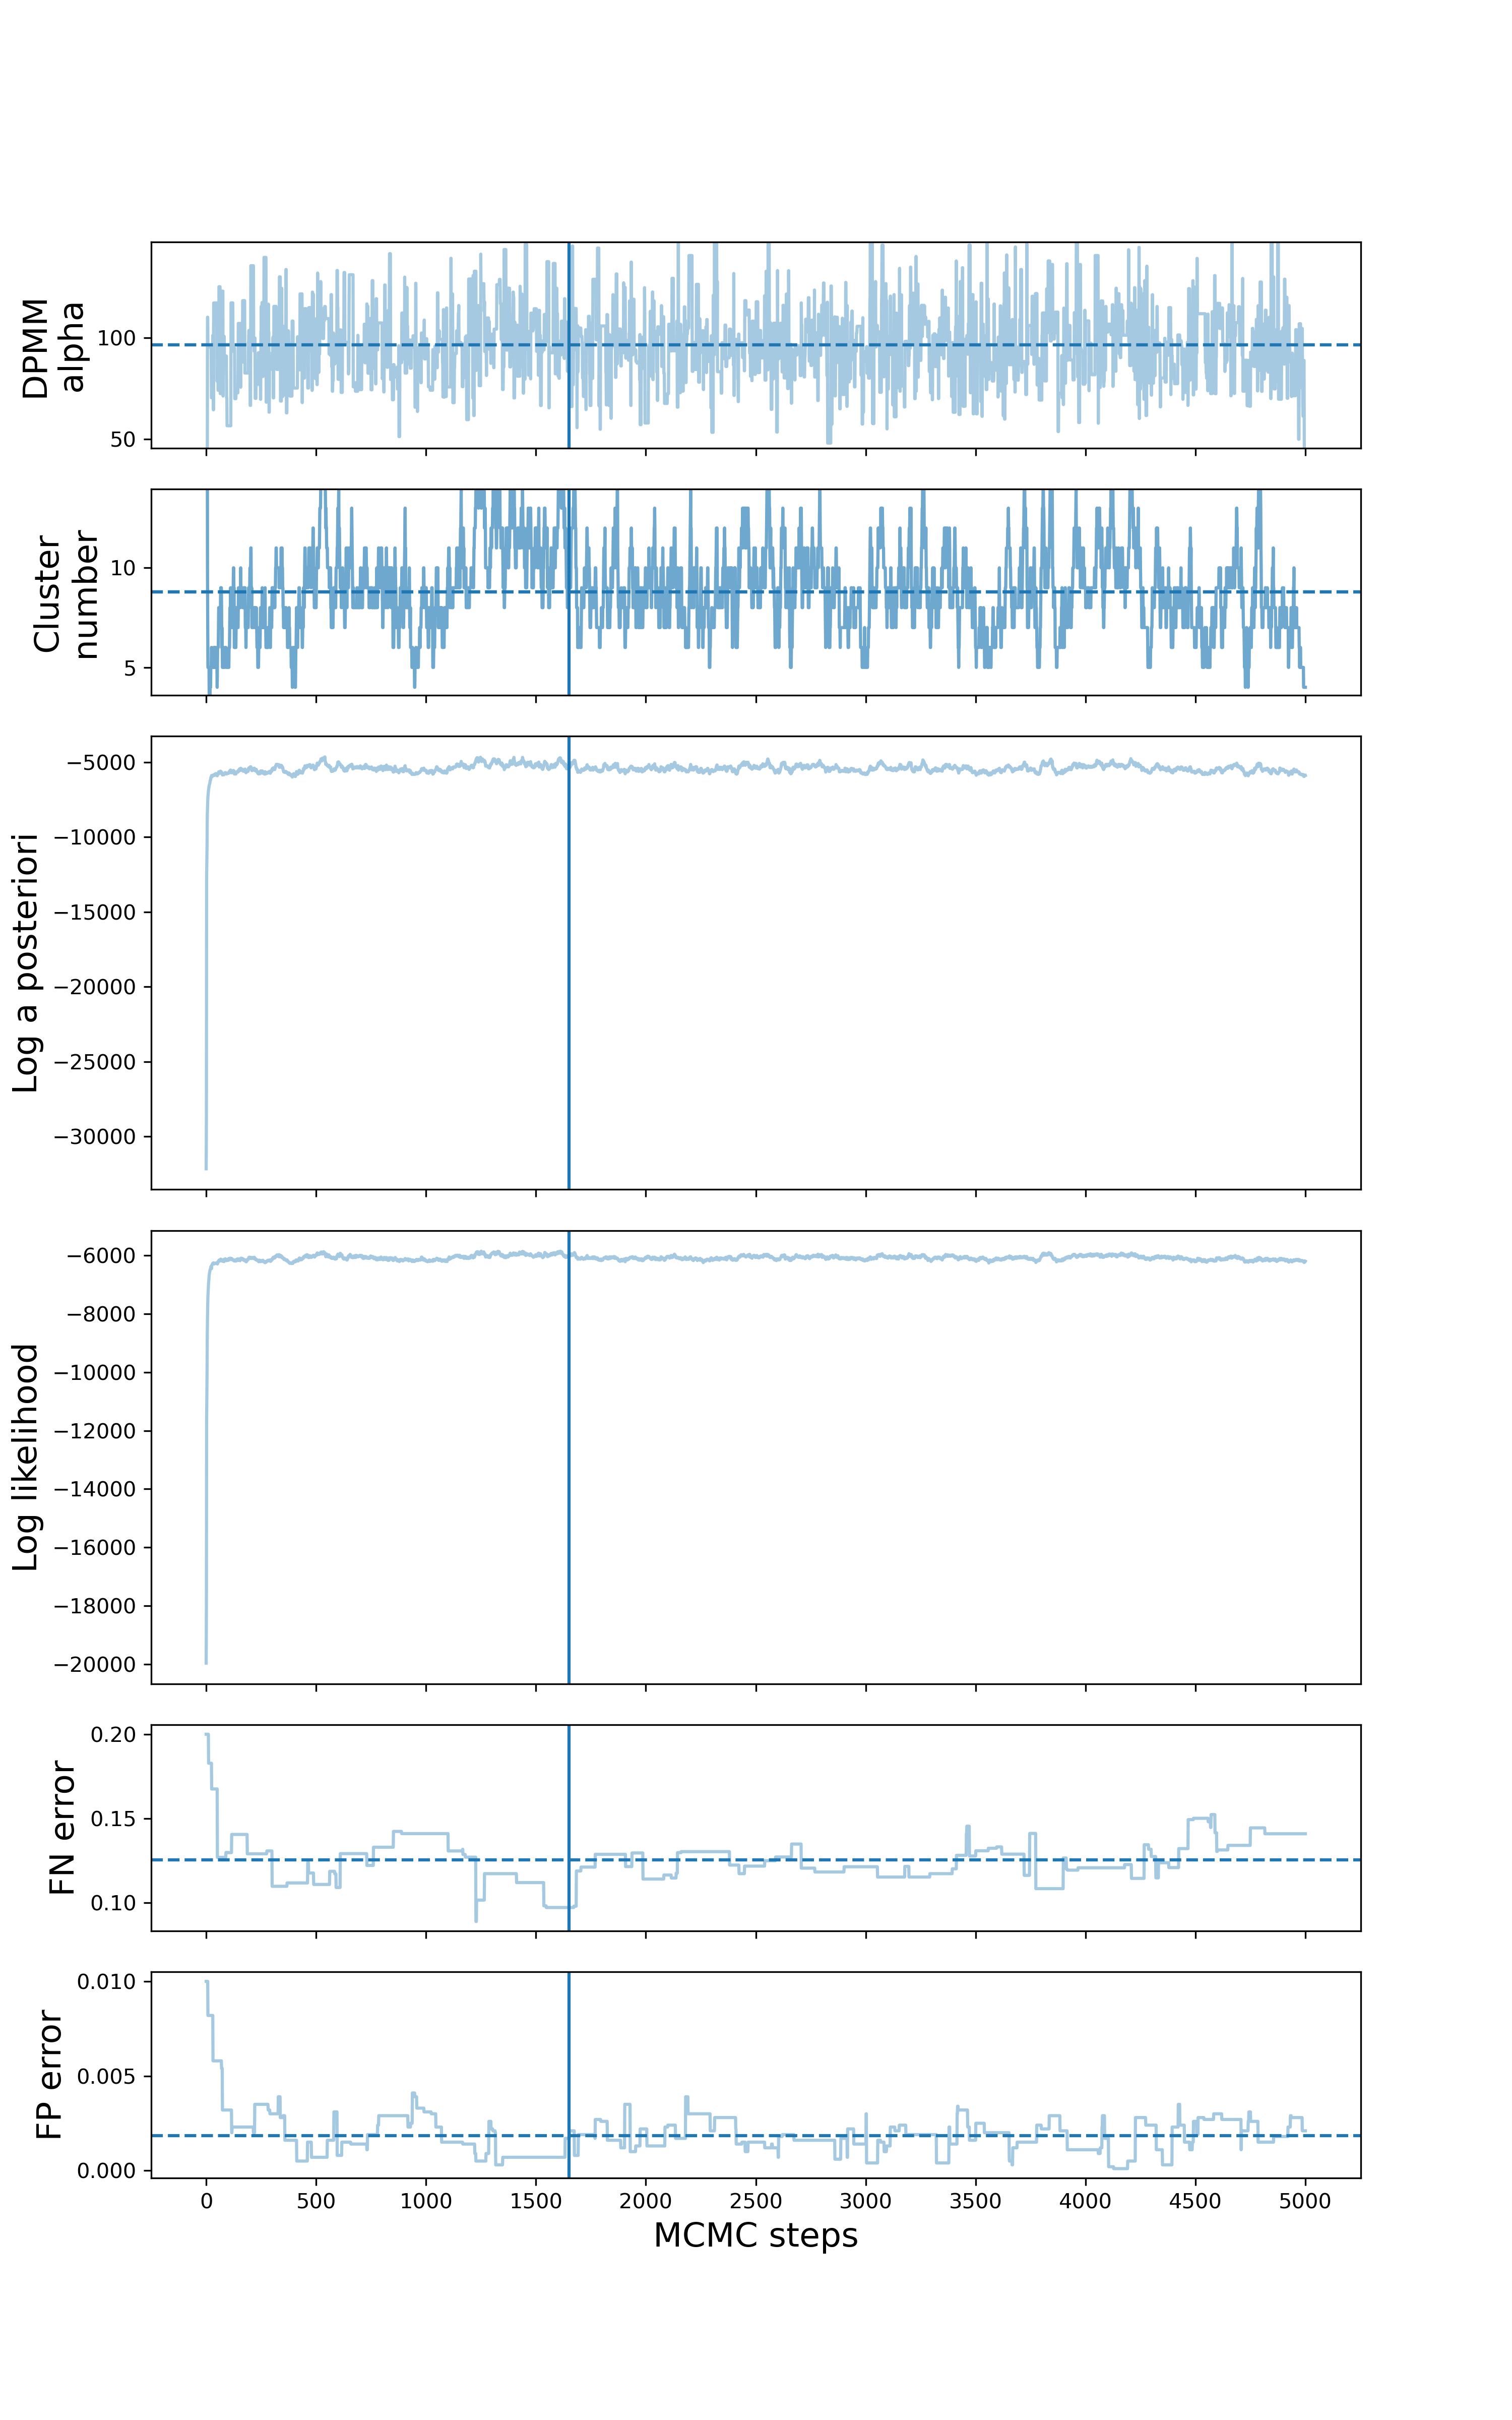 DPMM
alpha
100
50
Cluster
number
10
5
Log a posteriori
−5000
−10000
−15000
−20000
−25000
−30000
Log likelihood
−6000
−8000
−10000
−12000
−14000
−16000
−18000
−20000
FN error
0.20
0.15
0.10
FP error
0.010
0.005
0.000
0 500 1000 1500 2000 2500 3000 3500 4000 4500 5000
MCMC steps